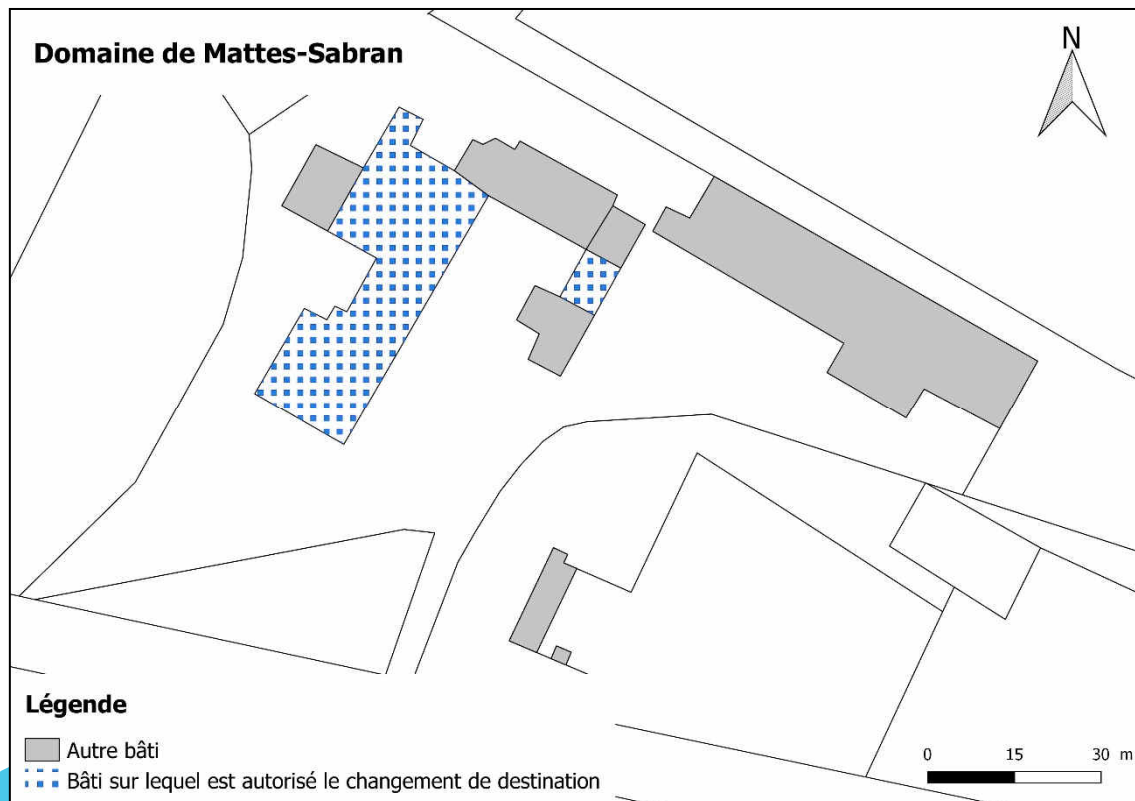 Domaine de Mattes-Sabran
N
Légende
Autre bâti
Bâti sur lequel est autorisé le changement de destination
0 15 30 m